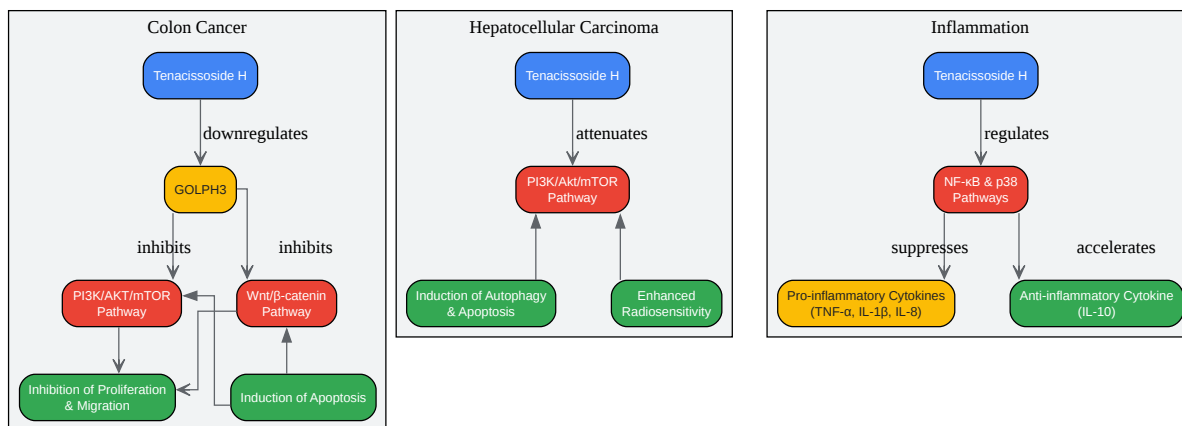 Colon Cancer
Tenacissoside H
downregulates
GOLPH3
inhibits
inhibits
PI3K/AKT/mTOR
Pathway
Wnt/β-catenin
Pathway
Inhibition of Proliferation
& Migration
Induction of Apoptosis
Hepatocellular Carcinoma
Tenacissoside H
attenuates
PI3K/Akt/mTOR
Pathway
Induction of Autophagy
& Apoptosis
Enhanced
Radiosensitivity
Inflammation
Tenacissoside H
regulates
NF-κB & p38
Pathways
suppresses
accelerates
Pro-inflammatory Cytokines
(TNF-α, IL-1β, IL-8)
Anti-inflammatory Cytokine
(IL-10)